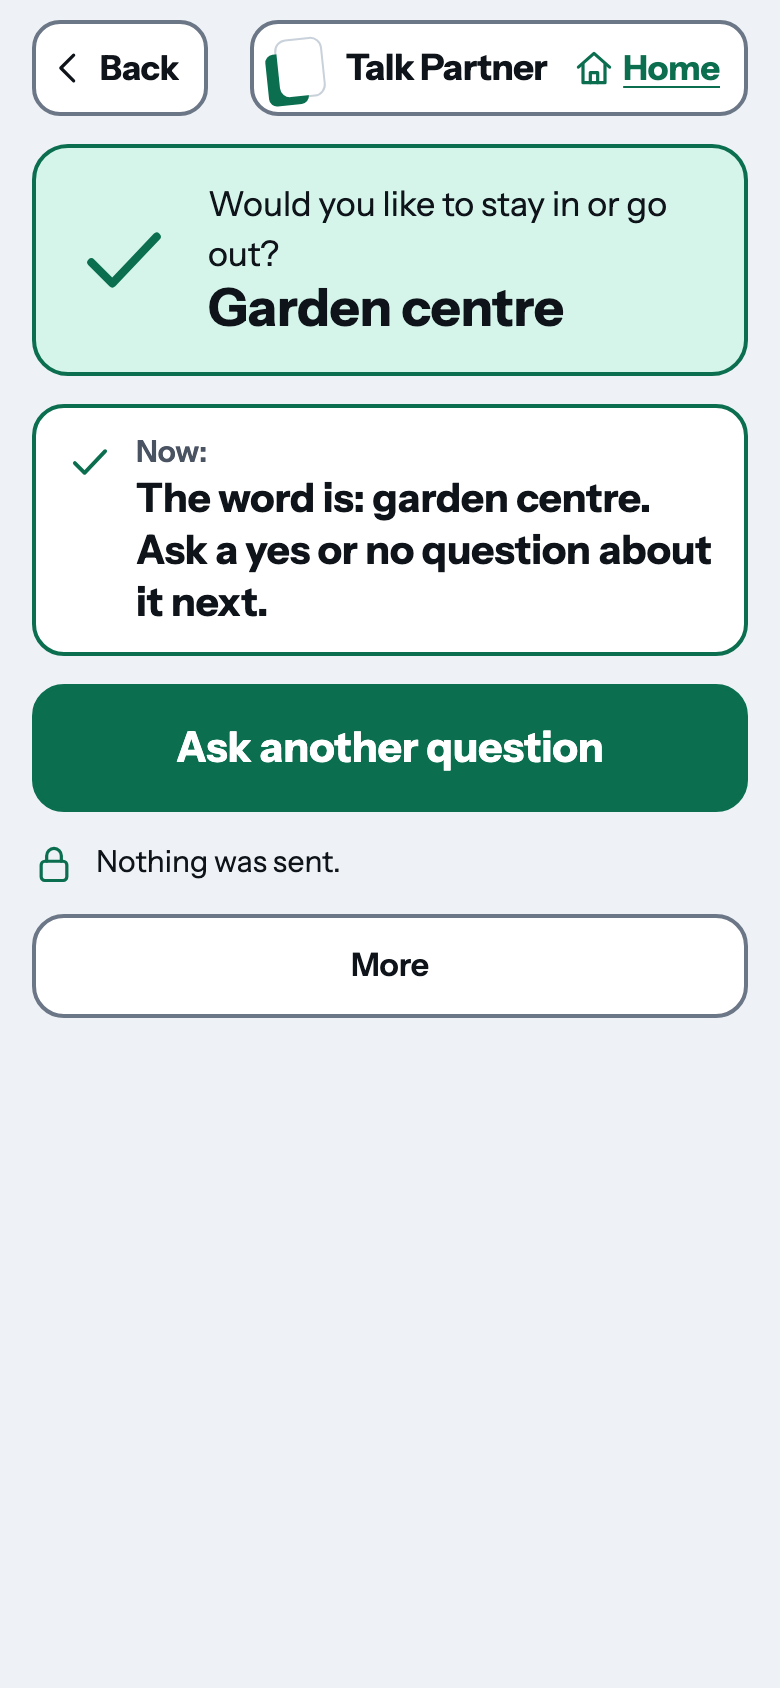 Back
Talk Partner
Home
Would you like to stay in or go
out?
Garden centre
Now:
The word is: garden centre.
Ask a yes or no question about
it next.
Ask another question
Nothing was sent.
More